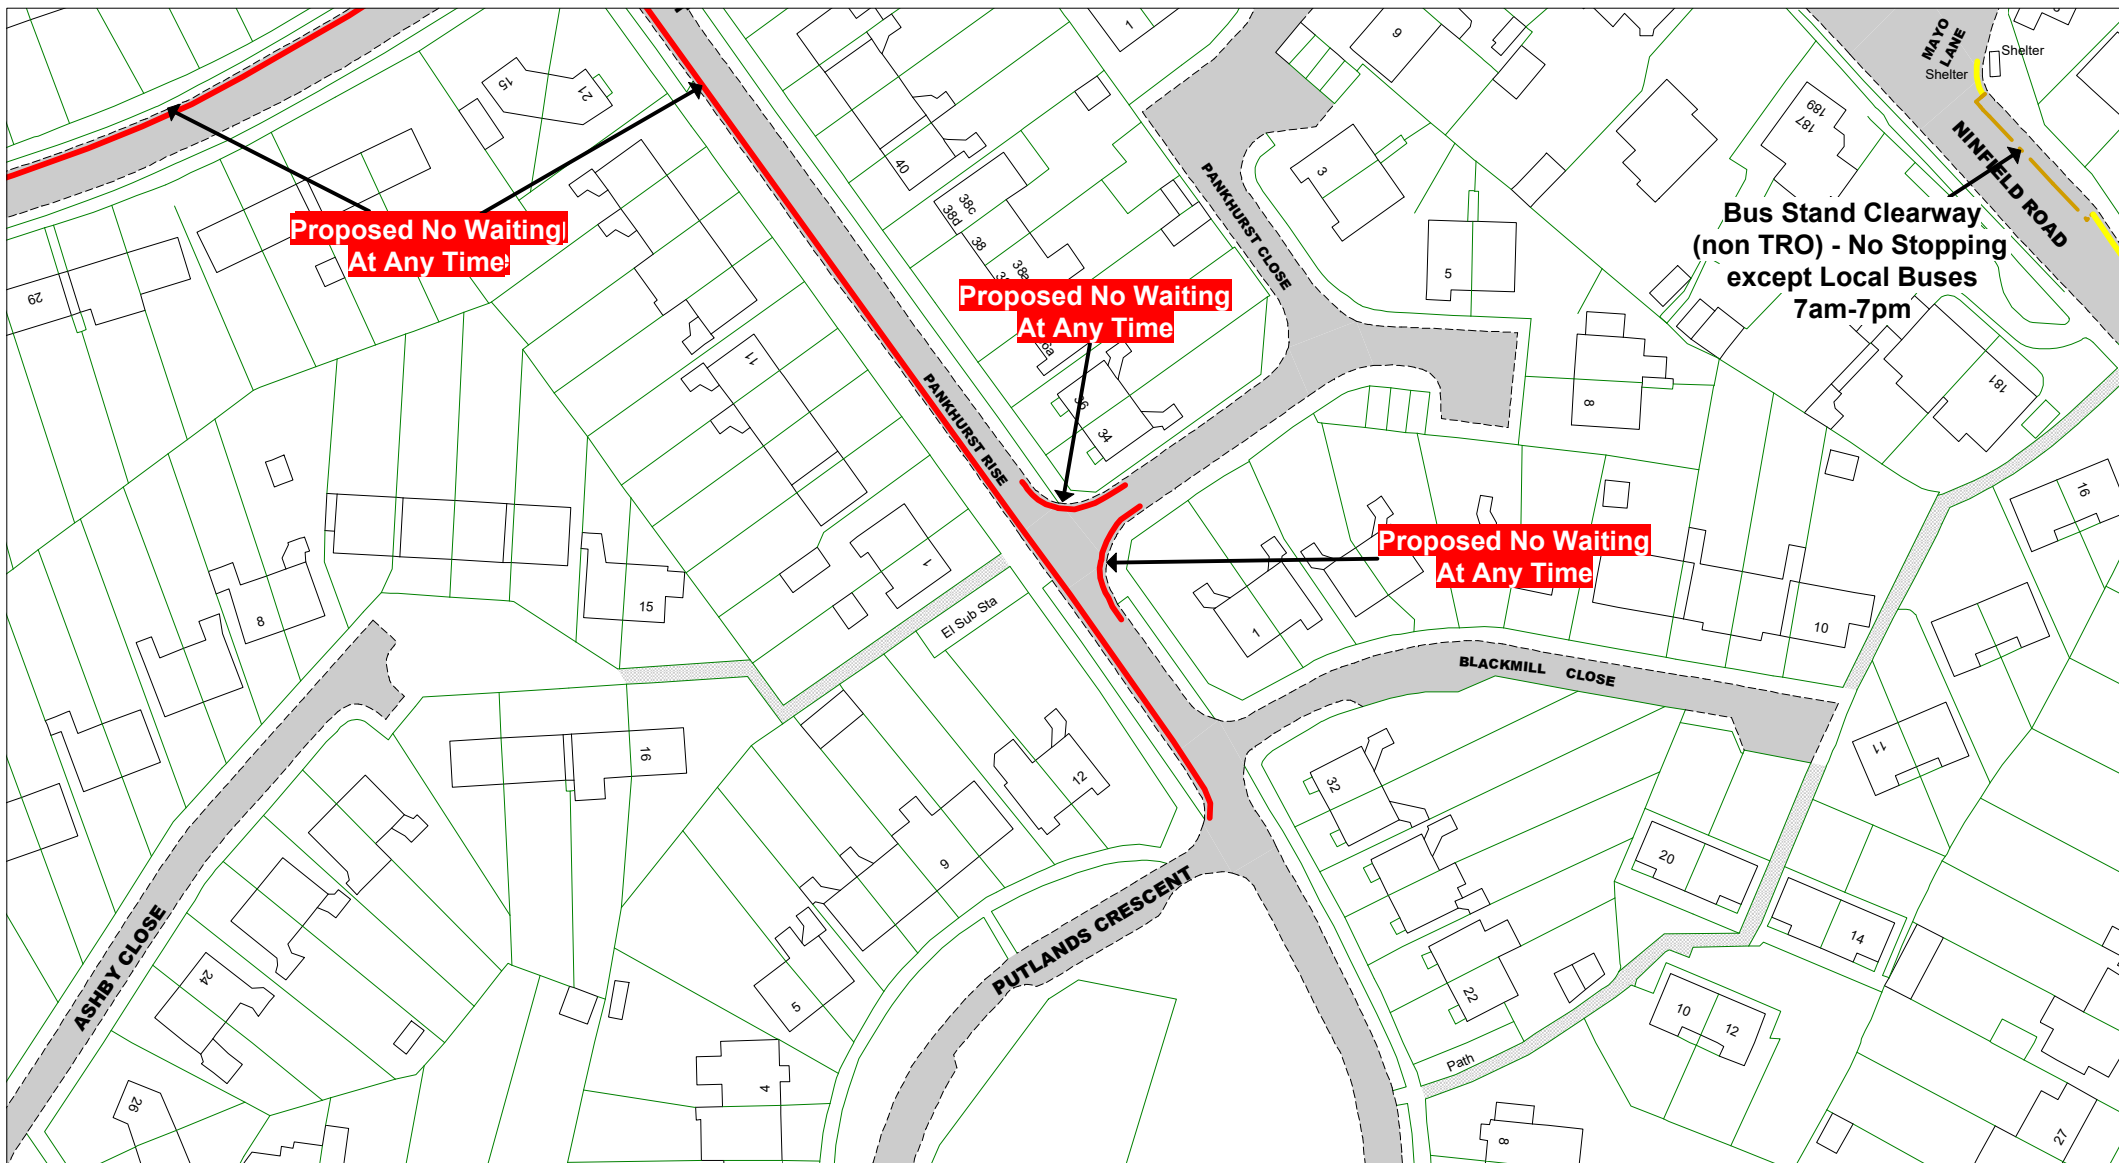 1
9
MAYO
LANE
Shelter
Shelter
15
21
189
187
NINFIELD ROAD
40
3
PANKHURST CLOSE
38c
38d
38
38a
Proposed No Waiting
At Any Time
Bus Stand Clearway
(non TRO) - No Stopping
except Local Buses
7am-7pm
5
29
Proposed No Waiting
At Any Time
6a
11
PANKHURST RISE
36
34
8
181
16
Proposed No Waiting
At Any Time
1
El Sub Sta
15
8
1
10
BLACKMILL CLOSE
16
12
32
11
9
20
14
PUTLANDS CRESCENT
ASHBY CLOSE
24
5
22
10
12
Path
4
26
8
27